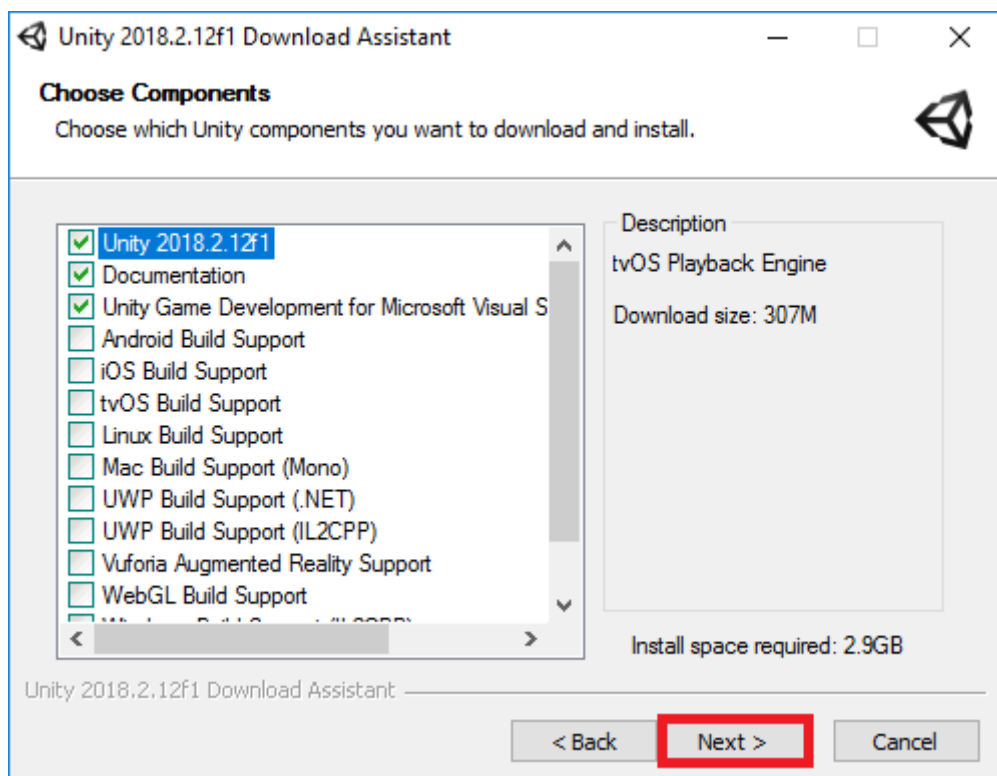 Unity 2018.2.12f1 Download Assistant
Choose Components
Choose which Unity components you want to download and install.
Unity 2018.2.12f1
Documentation
Unity Game Development for Microsoft Visual S
Android Build Support
iOS Build Support
tvOS Build Support
Linux Build Support
Mac Build Support (Mono)
UWP Build Support (.NET)
UWP Build Support (IL2CPP)
Vuforia Augmented Reality Support
WebGL Build Support
Description
tvOS Playback Engine
Download size: 307M
Install space required: 2.9GB
Unity 2018.2.12f1 Download Assistant
< Back
Next >
Cancel